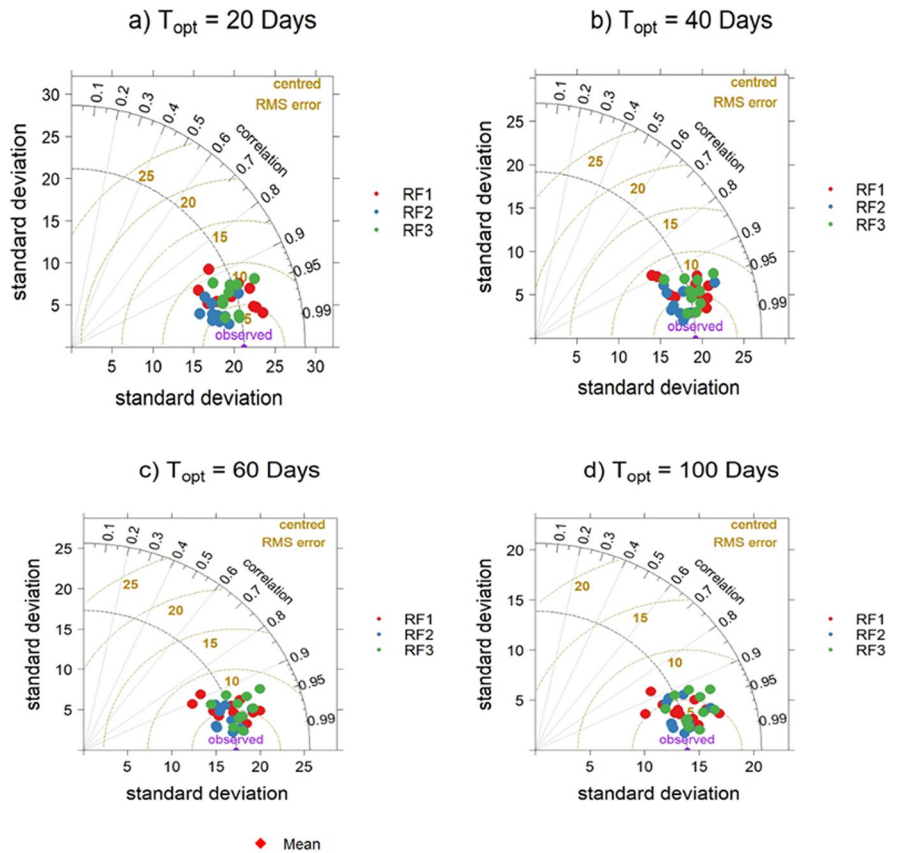 a) Topt = 20 Days
centred
RMS error
standard deviation
30
25
20
15
10
5
0.1
0.2
0.3
0.4
0.5
0.6
0.7
0.8
0.9
0.95
0.99
correlation
25
20
15
10
5
observed
5
10
15
20
25
30
standard deviation
RF1
RF2
RF3
b) Topt = 40 Days
centred
RMS error
standard deviation
25
20
15
10
5
0.1
0.2
0.3
0.4
0.5
0.6
0.7
0.8
0.9
0.95
0.99
correlation
25
20
15
10
observed
5
10
15
20
25
standard deviation
RF1
RF2
RF3
c) Topt = 60 Days
centred
RMS error
standard deviation
25
20
15
10
5
0.1
0.2
0.3
0.4
0.5
0.6
0.7
0.8
0.9
0.95
0.99
correlation
25
20
15
10
observed
5
10
15
20
25
standard deviation
RF1
RF2
RF3
d) Topt = 100 Days
centred
RMS error
standard deviation
20
15
10
5
0.1
0.2
0.3
0.4
0.5
0.6
0.7
0.8
0.9
0.95
0.99
correlation
20
15
10
5
observed
5
10
15
20
standard deviation
RF1
RF2
RF3
Mean